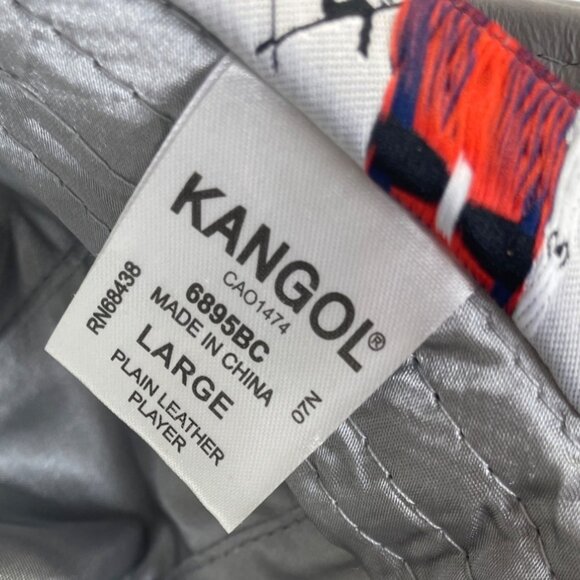 KANGOL®
CAO1474
6895BC
MADE IN CHINA
LARGE
PLAIN LEATHER
PLAYER
RN68438
07N